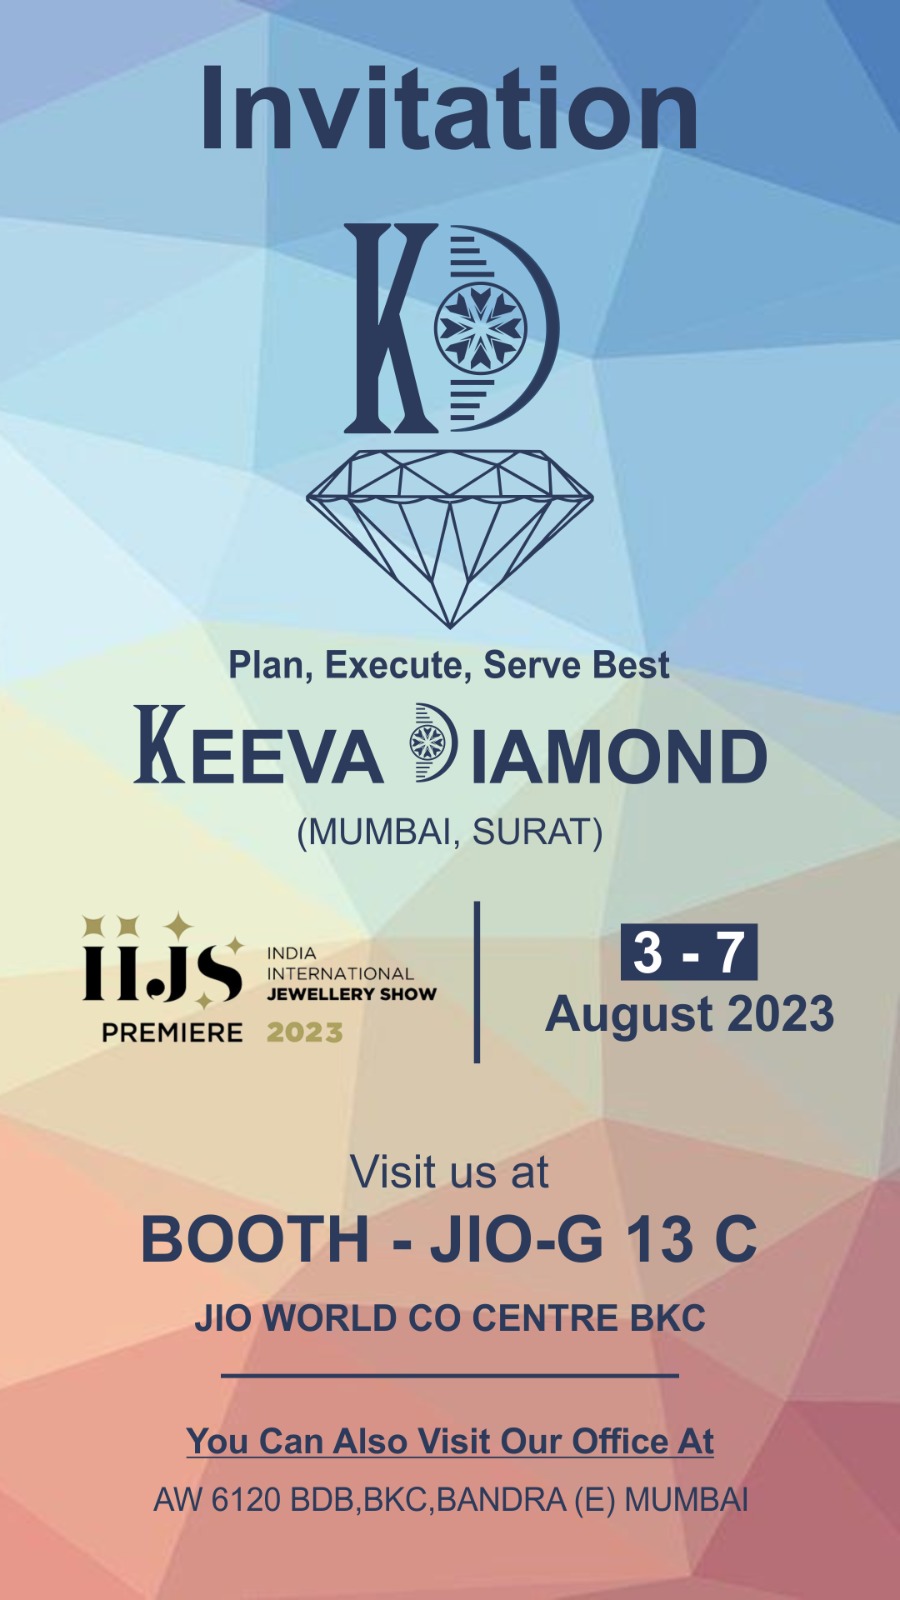 Invitation
KD
Plan, Execute, Serve Best
KEEVA DIAMOND
(MUMBAI, SURAT)
IIJS
PREMIERE
INDIA
INTERNATIONAL
JEWELLERY SHOW
2023
3 - 7
August 2023
Visit us at
BOOTH - JIO-G 13 C
JIO WORLD CO CENTRE BKC
You Can Also Visit Our Office At
AW 6120 BDB,BKC,BANDRA (E) MUMBAI